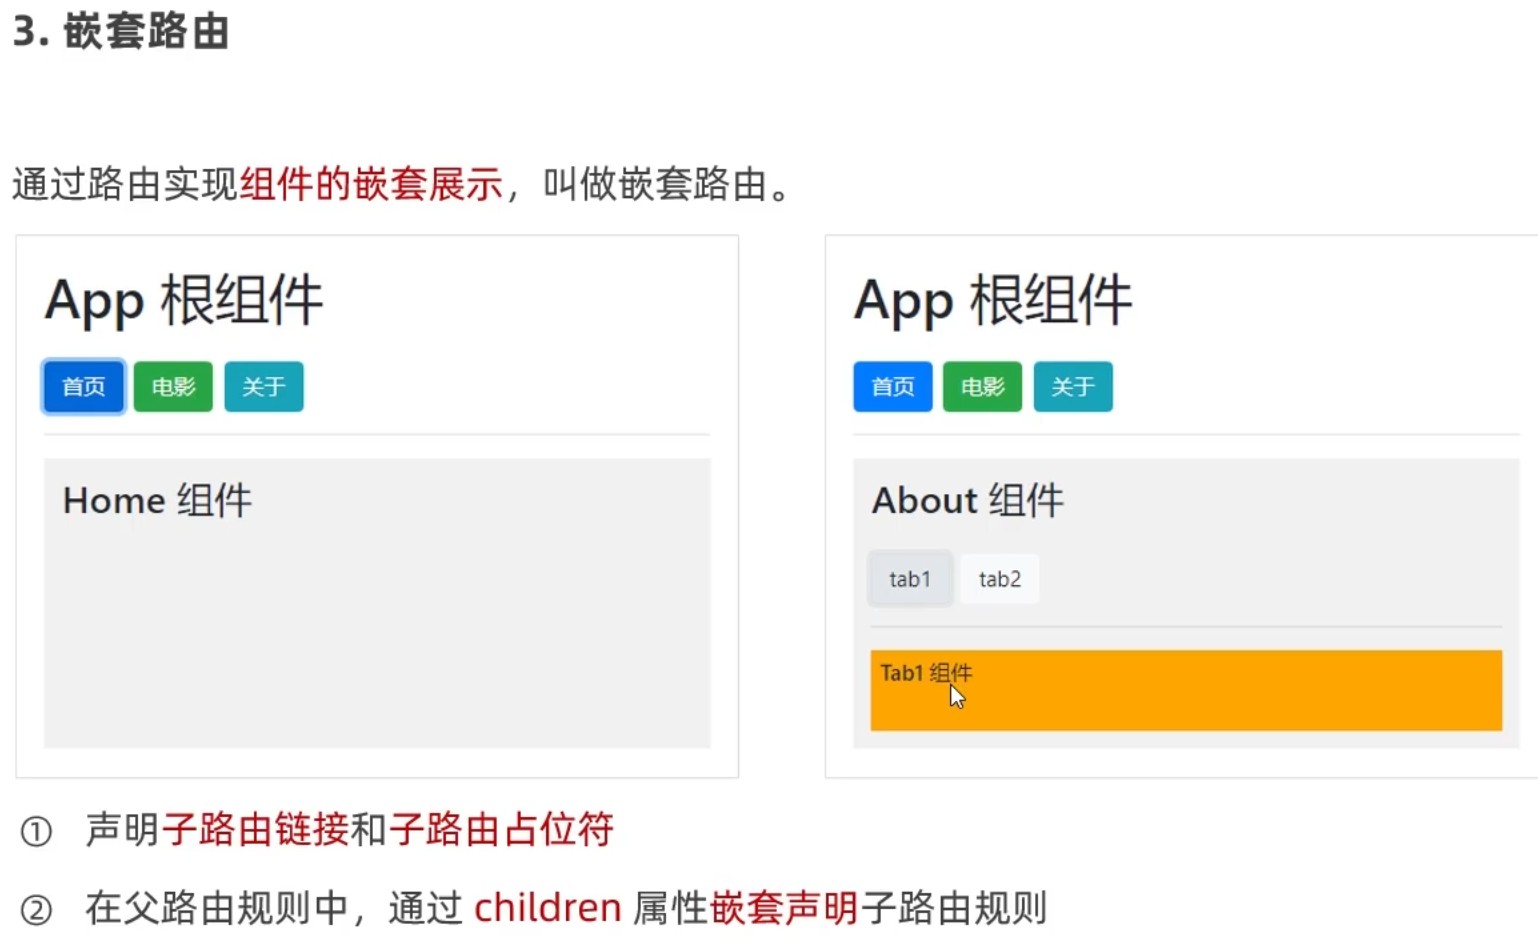 3. 嵌套路由
通过路由实现组件的嵌套展示，叫做嵌套路由。
App 根组件
首页 电影 关于
Home 组件
App 根组件
首页 电影 关于
About 组件
tab1 tab2
Tab1 组件
① 声明子路由链接和子路由占位符
② 在父路由规则中，通过 children 属性嵌套声明子路由规则